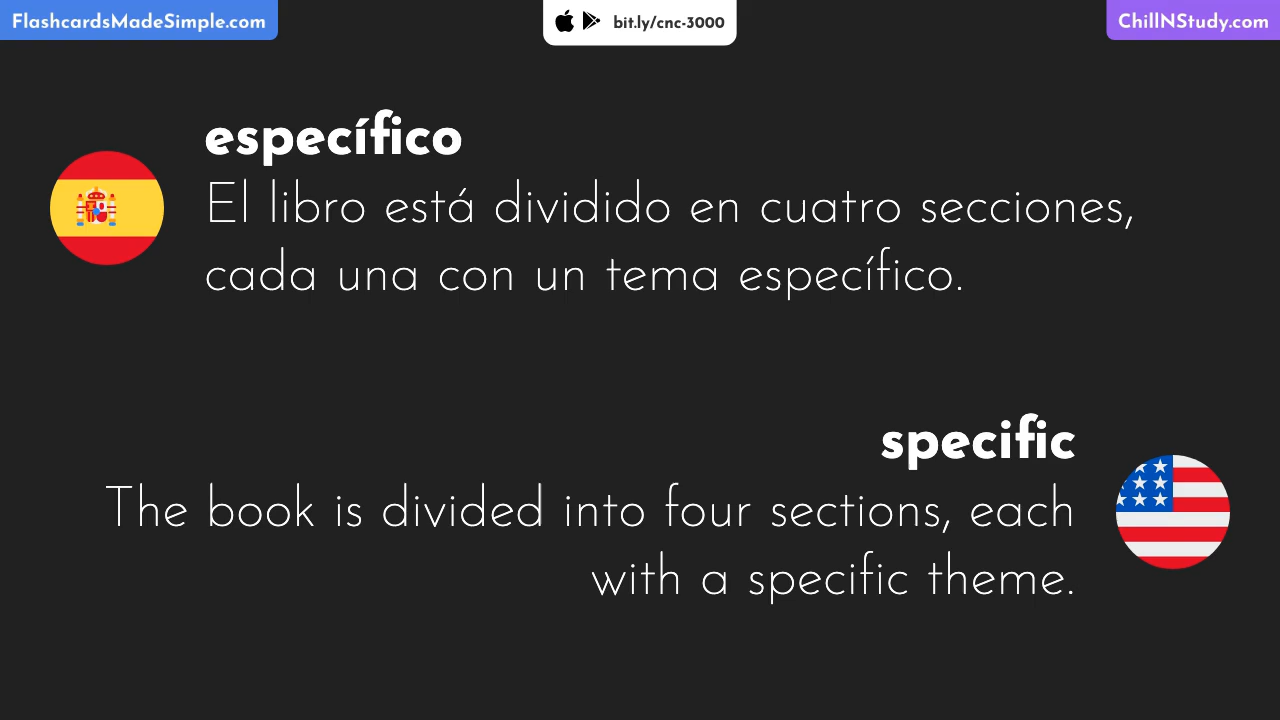 FlashcardsMadeSimple.com
bit.ly/cnc-3000
ChillNStudy.com
específico
El libro está dividido en cuatro secciones,
cada una con un tema específico.
specific
The book is divided into four sections, each
with a specific theme.